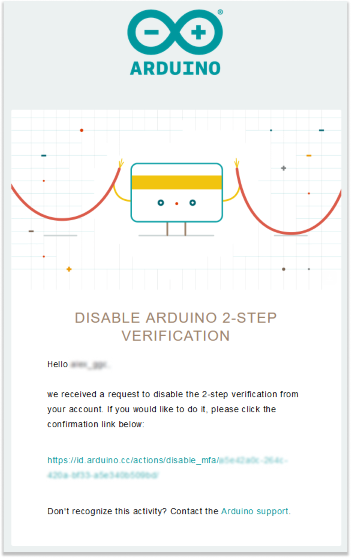 ARDUINO
DISABLE ARDUINO 2-STEP
VERIFICATION
Hello
we received a request to disable the 2-step verification from
your account. If you would like to do it, please click the
confirmation link below:
https://id.arduino.cc/actions/disable_mfa/
Don't recognize this activity? Contact the Arduino support.